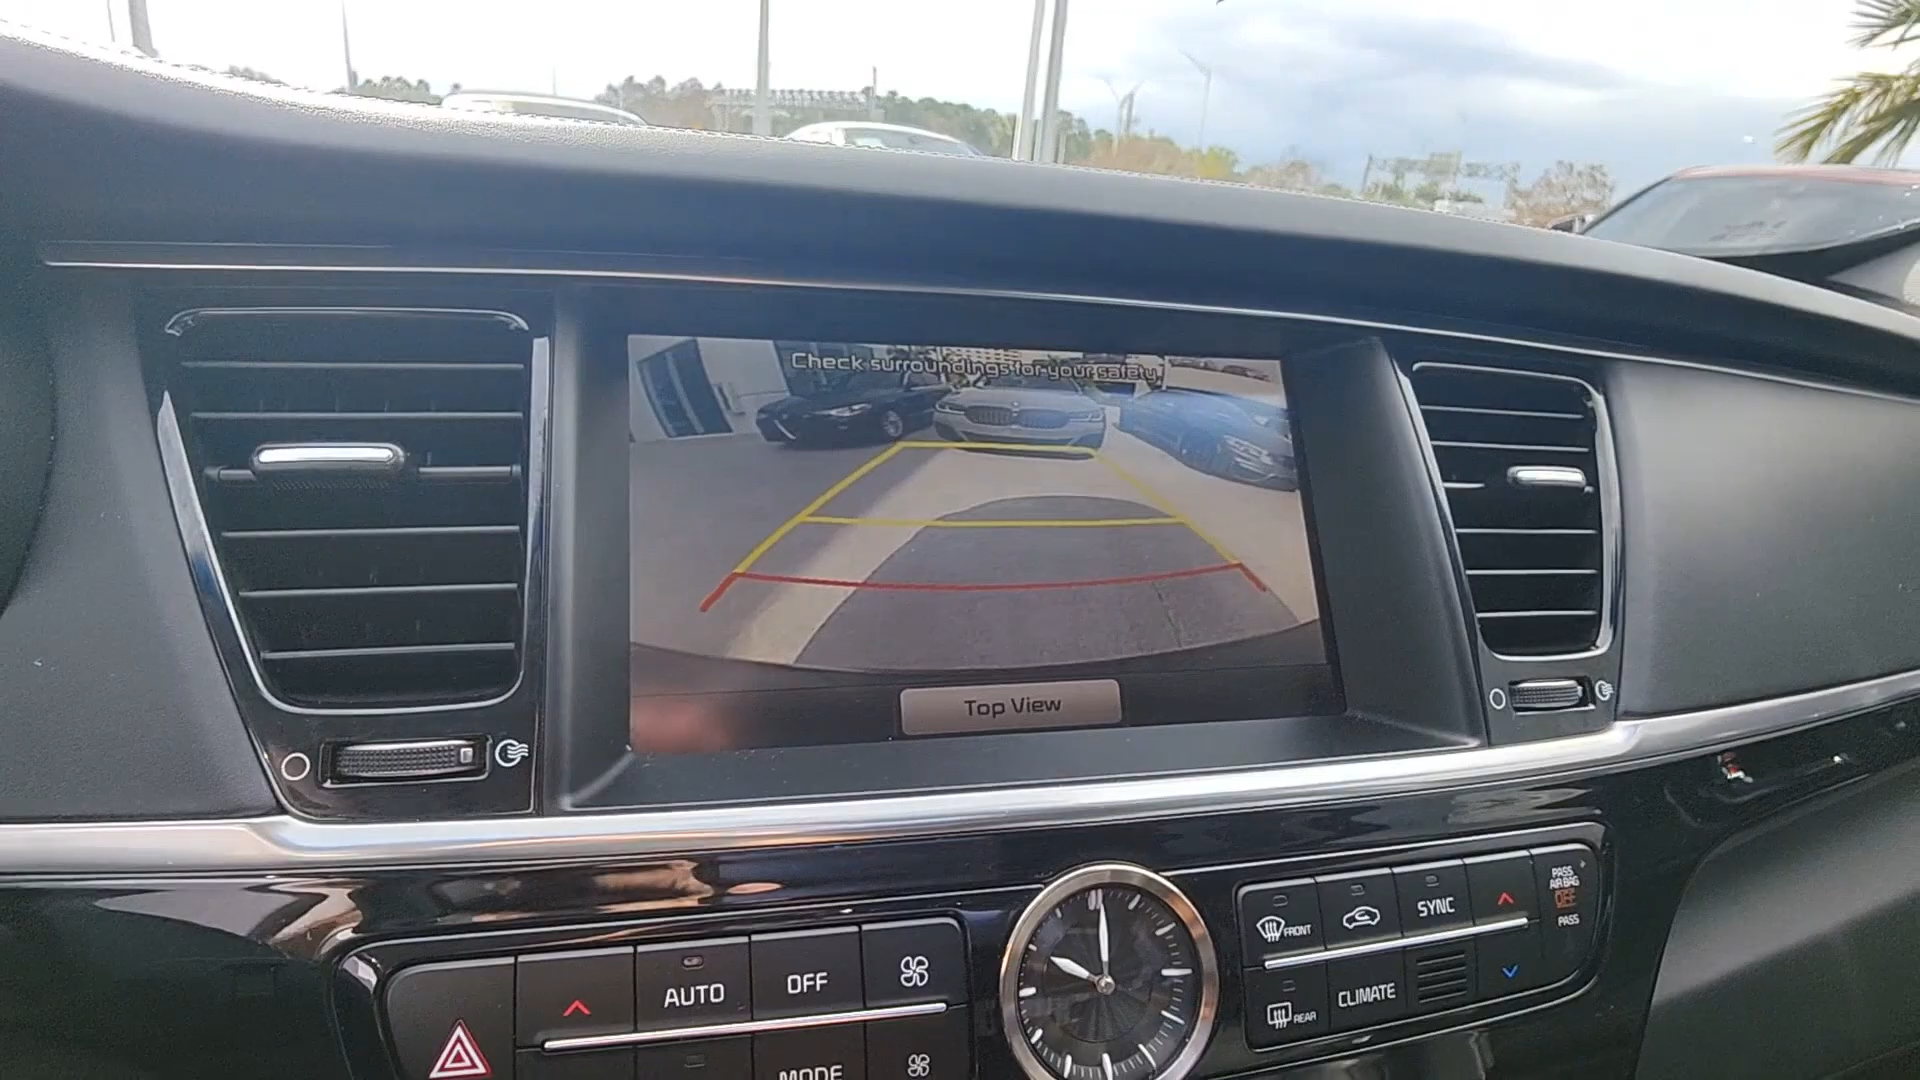 Check surroundings for your safety
Top View
AUTO
OFF
MODE
FRONT
SYNC
PASS
AIR BAG
OFF
PASS
REAR
CLIMATE